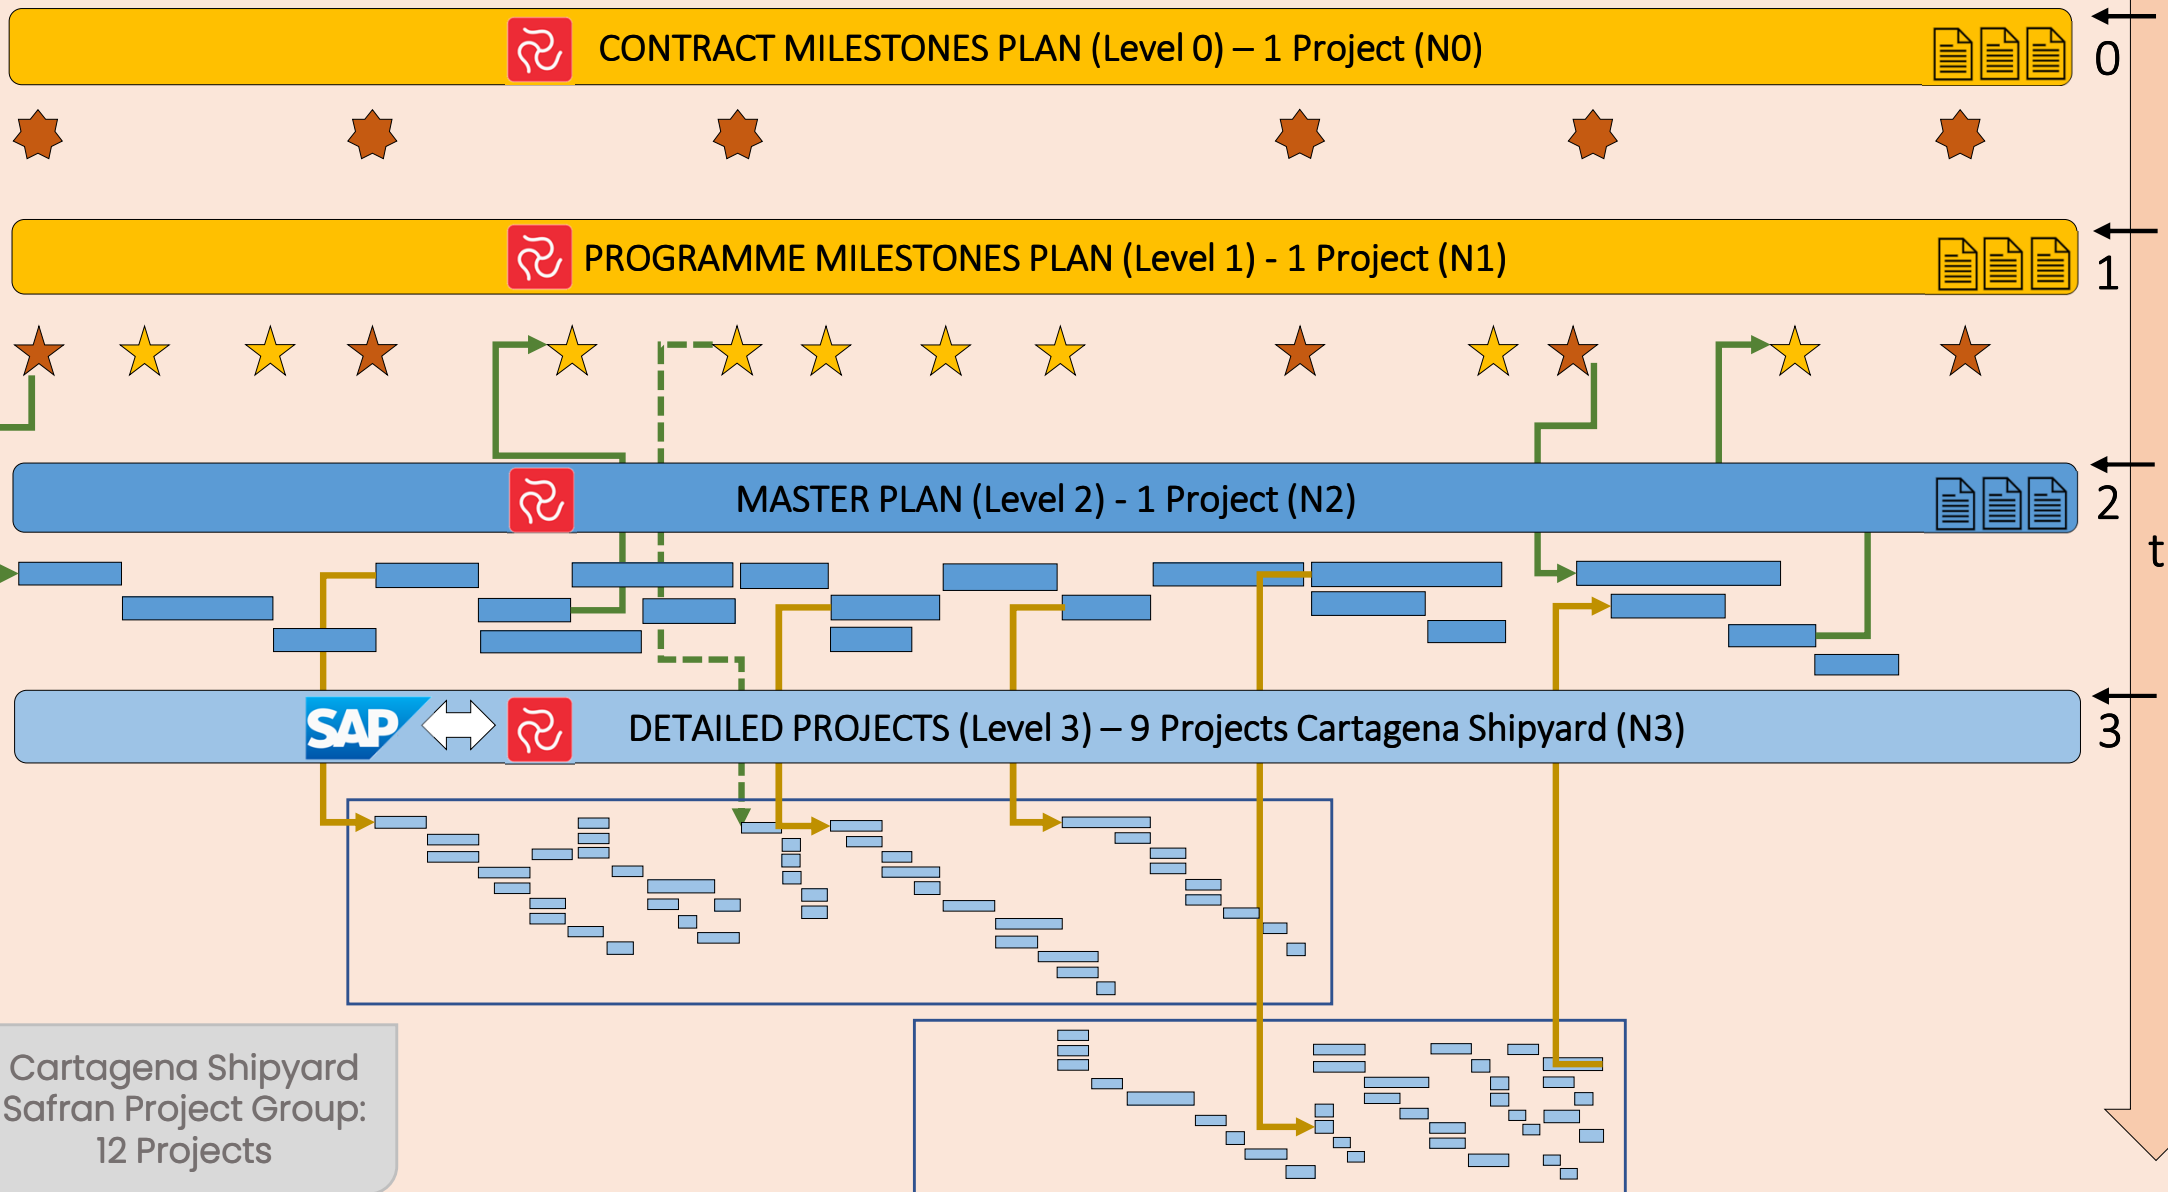 CONTRACT MILESTONES PLAN (Level 0) – 1 Project (N0)
0
PROGRAMME MILESTONES PLAN (Level 1) - 1 Project (N1)
1
MASTER PLAN (Level 2) - 1 Project (N2)
2
t
SAP
DETAILED PROJECTS (Level 3) – 9 Projects Cartagena Shipyard (N3)
3
Cartagena Shipyard
Safran Project Group:
12 Projects